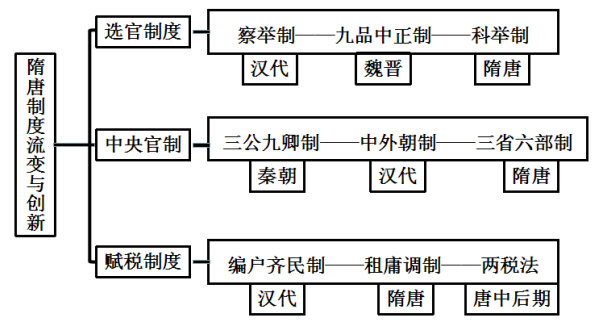 隋唐制度流变与创新
选官制度
察举制——九品中正制——科举制
汉代
魏晋
隋唐
中央官制
三公九卿制——中外朝制——三省六部制
秦朝
汉代
隋唐
赋税制度
编户齐民制——租庸调制——两税法
汉代
隋唐
唐中后期